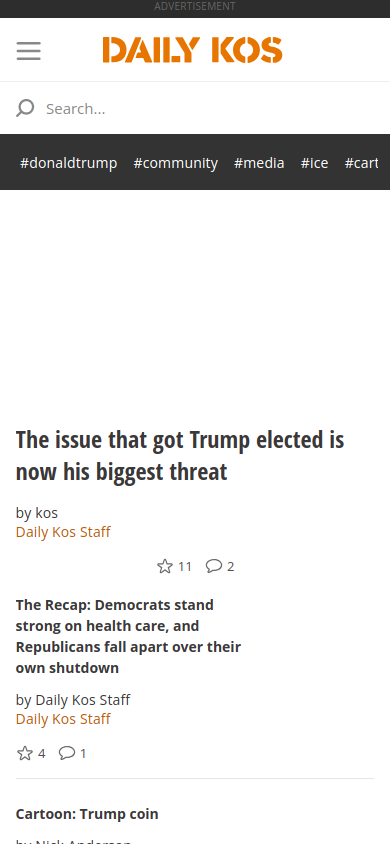 ADVERTISEMENT
DAILY KOS
Search...
#donaldtrump #community #media #ice #cart
The issue that got Trump elected is
now his biggest threat
by kos
Daily Kos Staff
11 2
The Recap: Democrats stand
strong on health care, and
Republicans fall apart over their
own shutdown
by Daily Kos Staff
Daily Kos Staff
4 1
Cartoon: Trump coin
by Nick Anderson